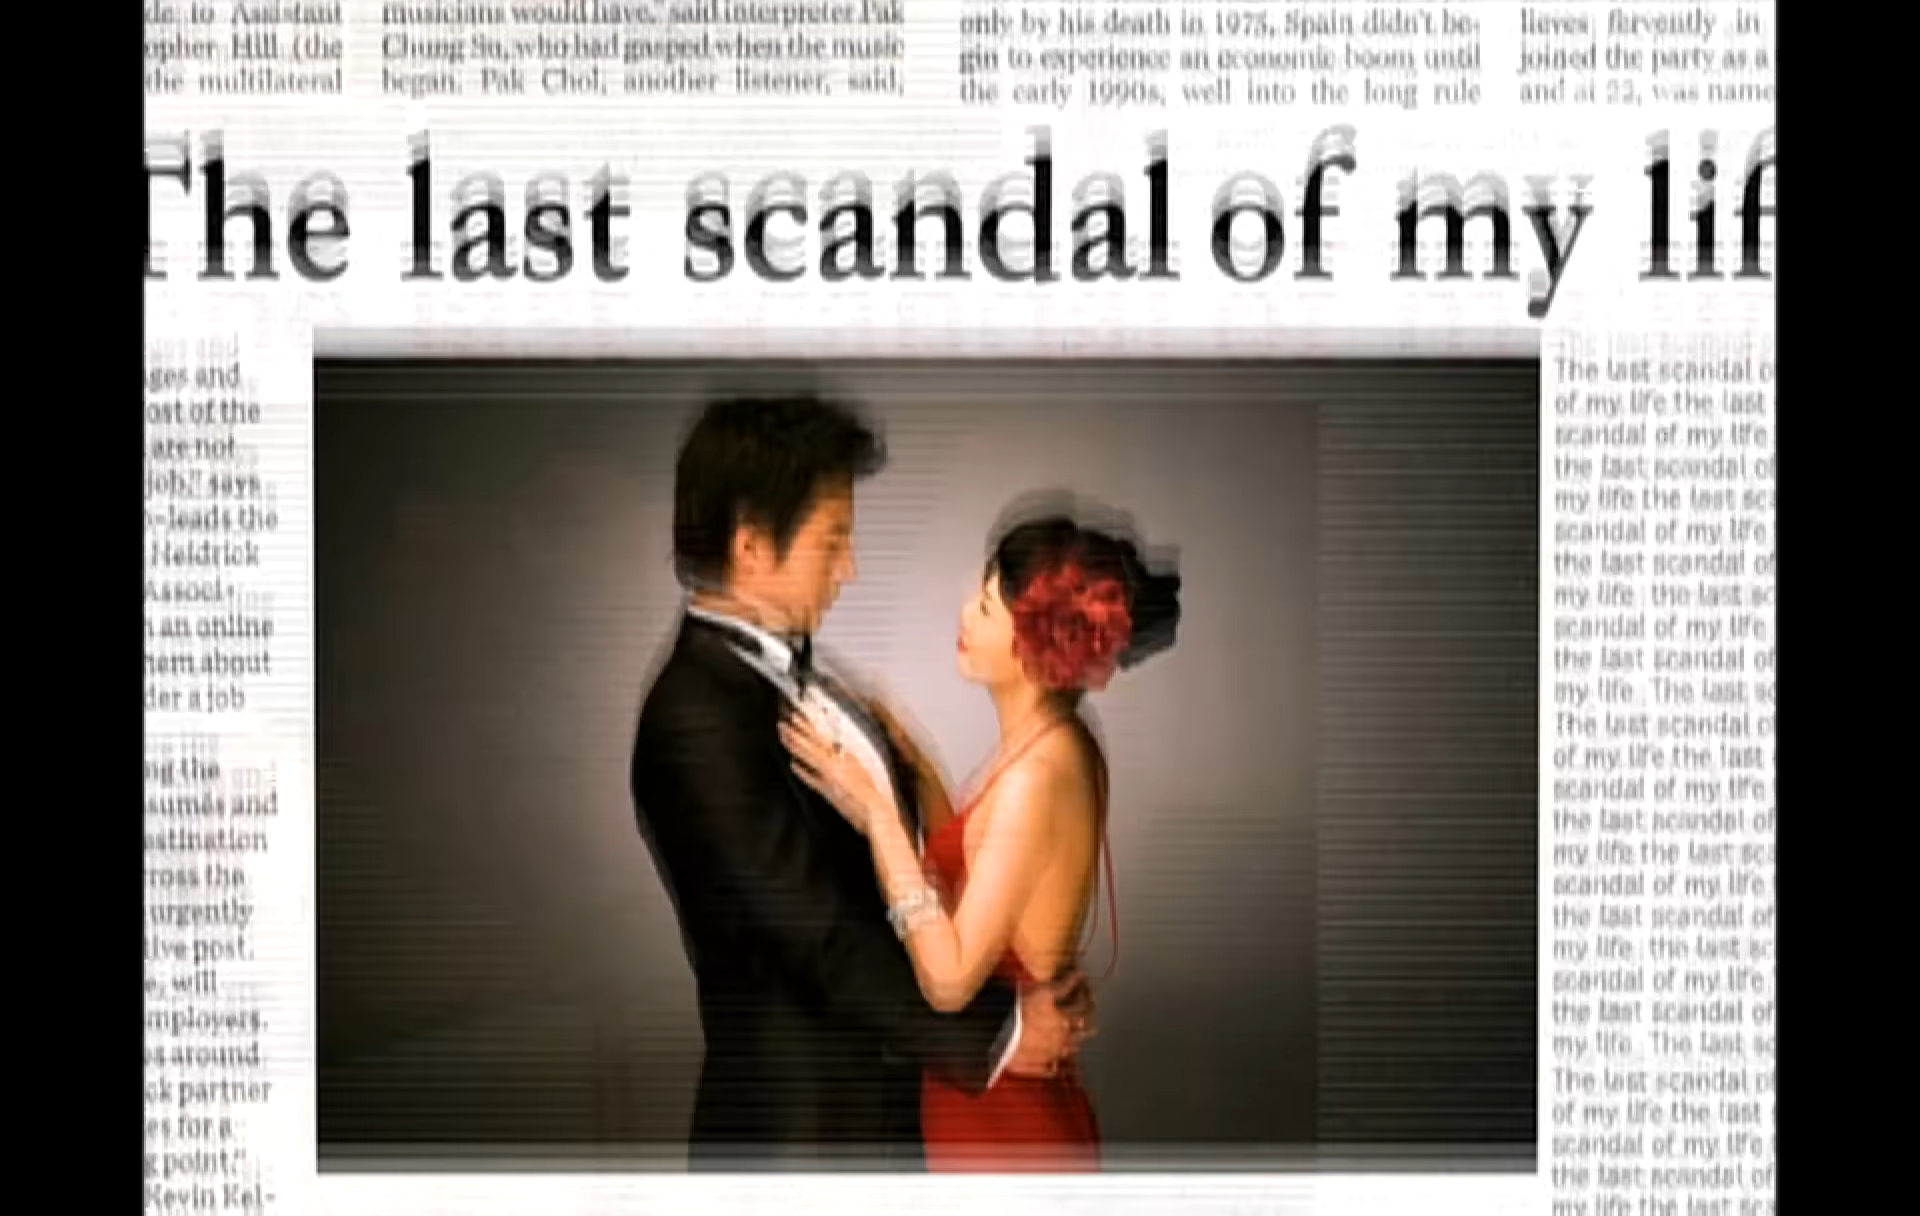 de to Assistant
opher Hill (the
the multilateral
musicians would have," said interpreter Pak
Chung Su, who had gasped when the music
began. Pak Chol, another listener, said,
only by his death in 1975, Spain didn't be-
gin to experience an economic boom until
the early 1990s, well into the long rule
lieves fervently in
joined the party as a
and at 22, was name
The last scandal of my lif
ges and
ost of the
are not
job," says
-leads the
Heidrick
Associ-
an online
hem about
der a job
ng the
sumés and
estination
ross the
urgently
tive post.
e, will
mployers.
es around
ck partner
es for a
g point."
Kevin Kel-
The last scandal o
of my life the last
scandal of my life
the last scandal of
my life the last sca
scandal of my life
the last scandal of
my life the last sc
scandal of my life
the last scandal of
my life The last sc
The last scandal of
of my life the last
scandal of my life
the last scandal of
my life the last sca
scandal of my life
the last scandal of
my life the last sc
scandal of my life
the last scandal of
my life The last sc
The last scandal of
of my life the last
scandal of my life
the last scandal of
my life the last sca